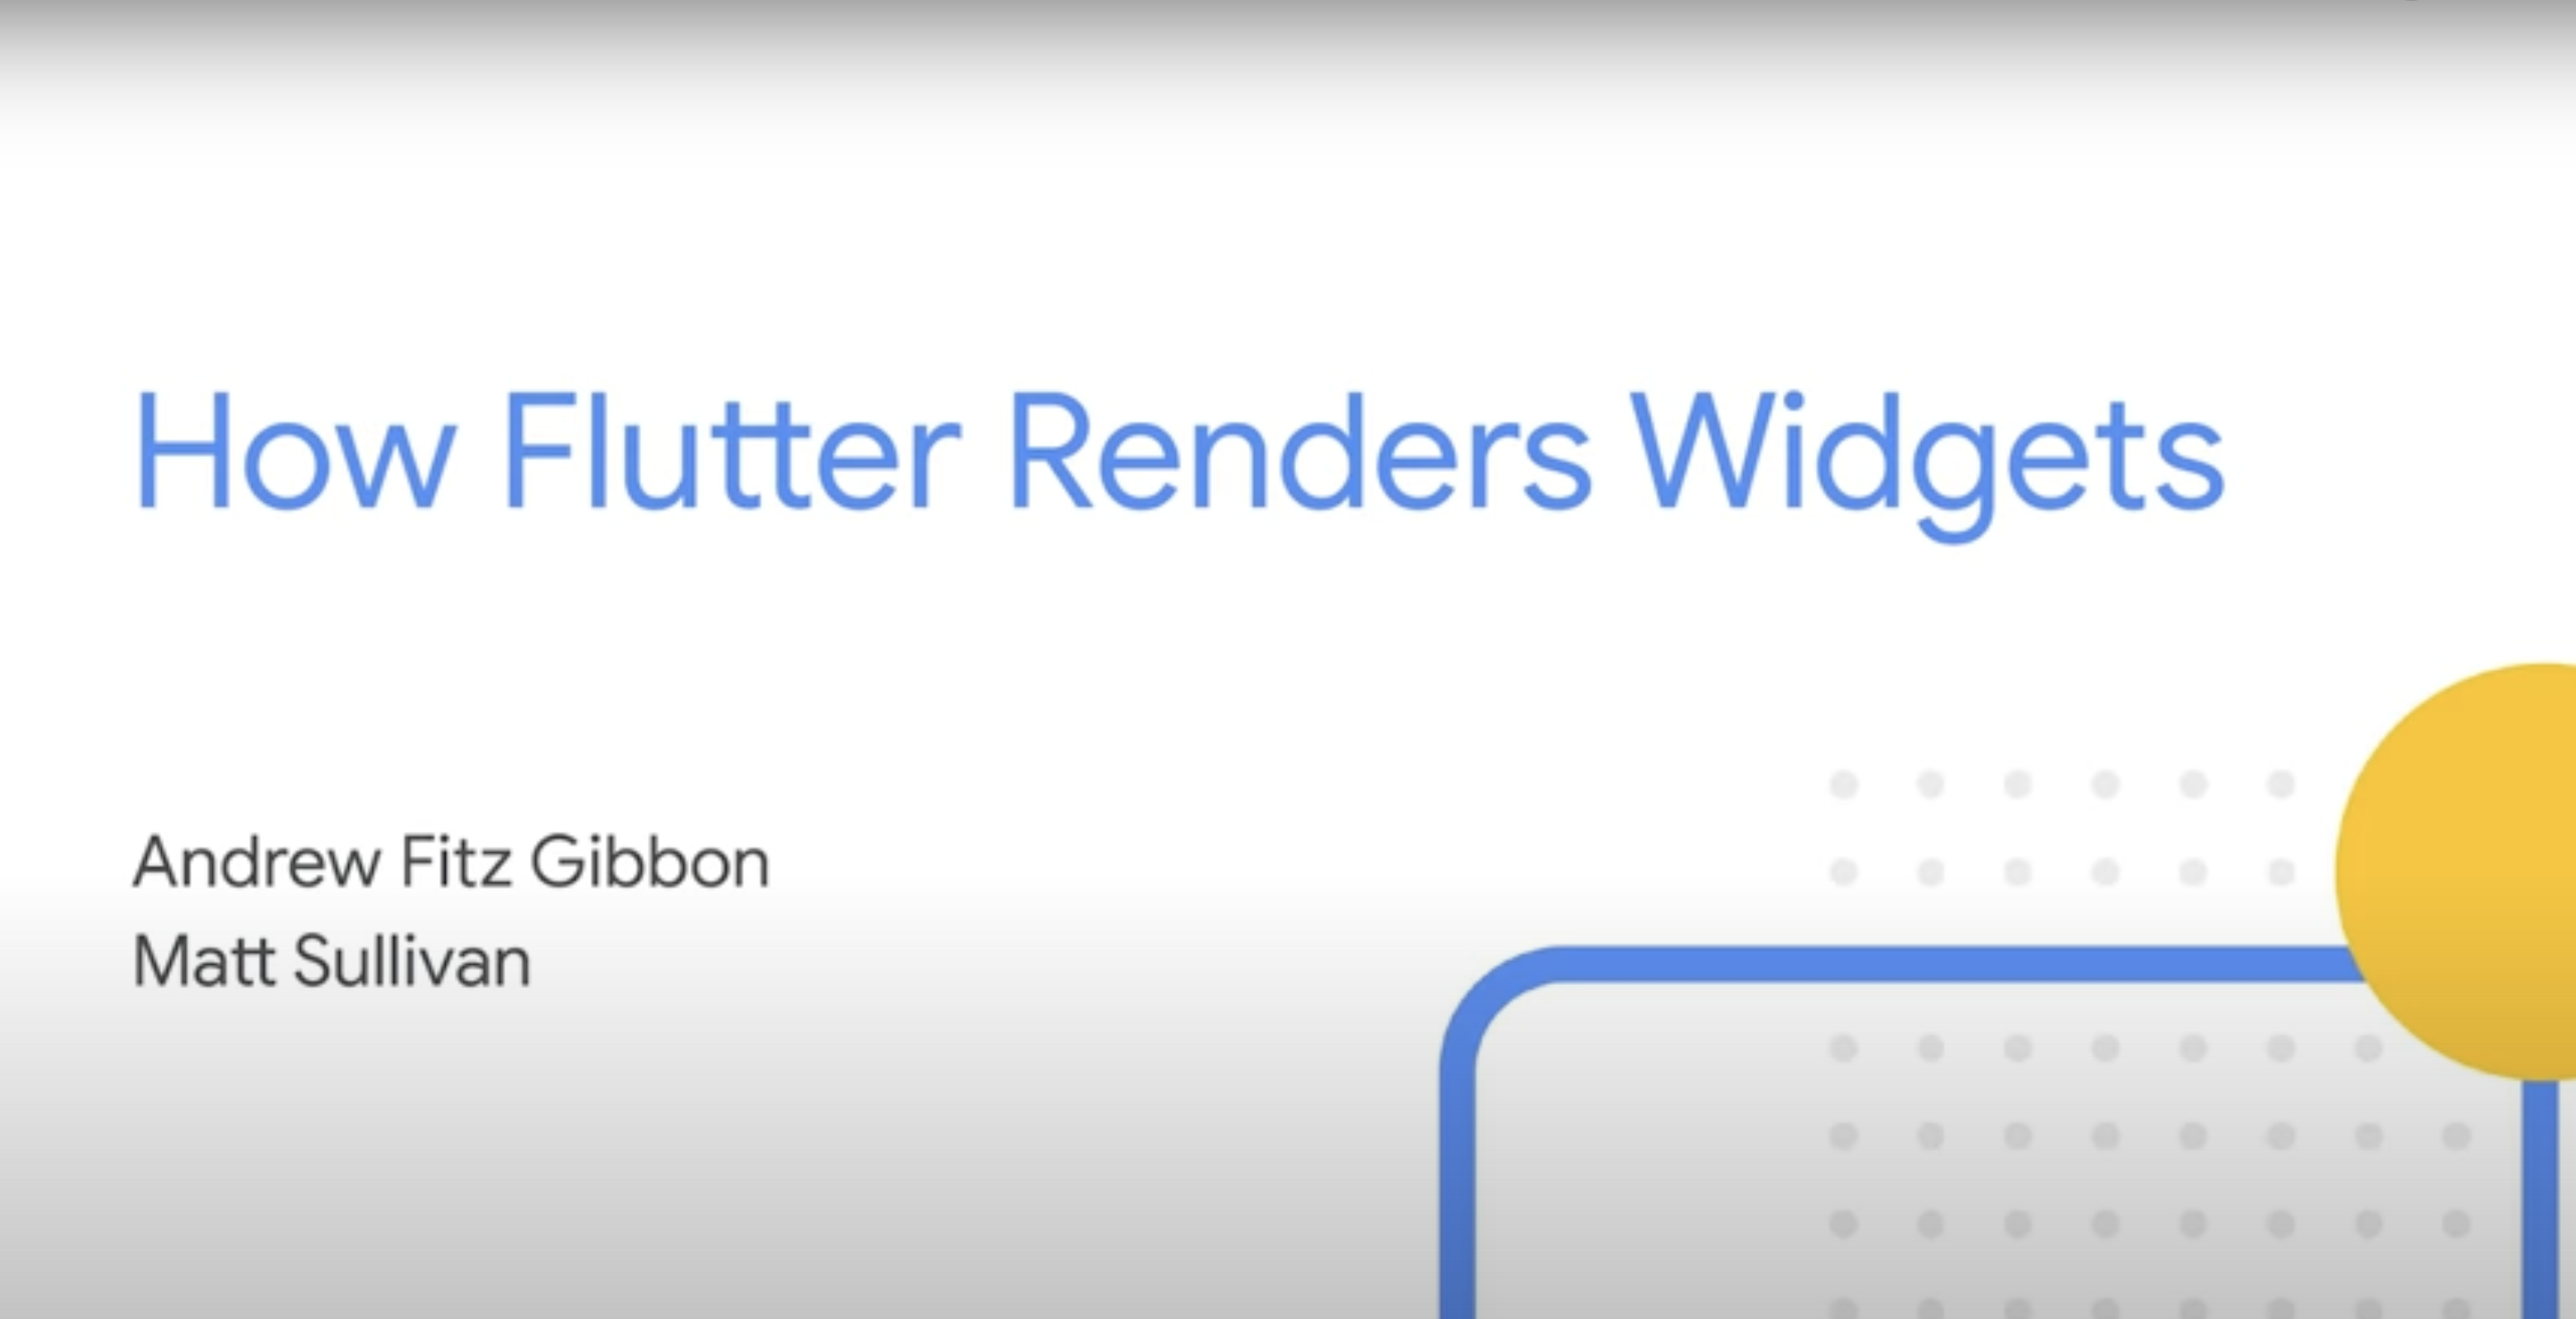 How Flutter Renders Widgets
Andrew Fitz Gibbon
Matt Sullivan